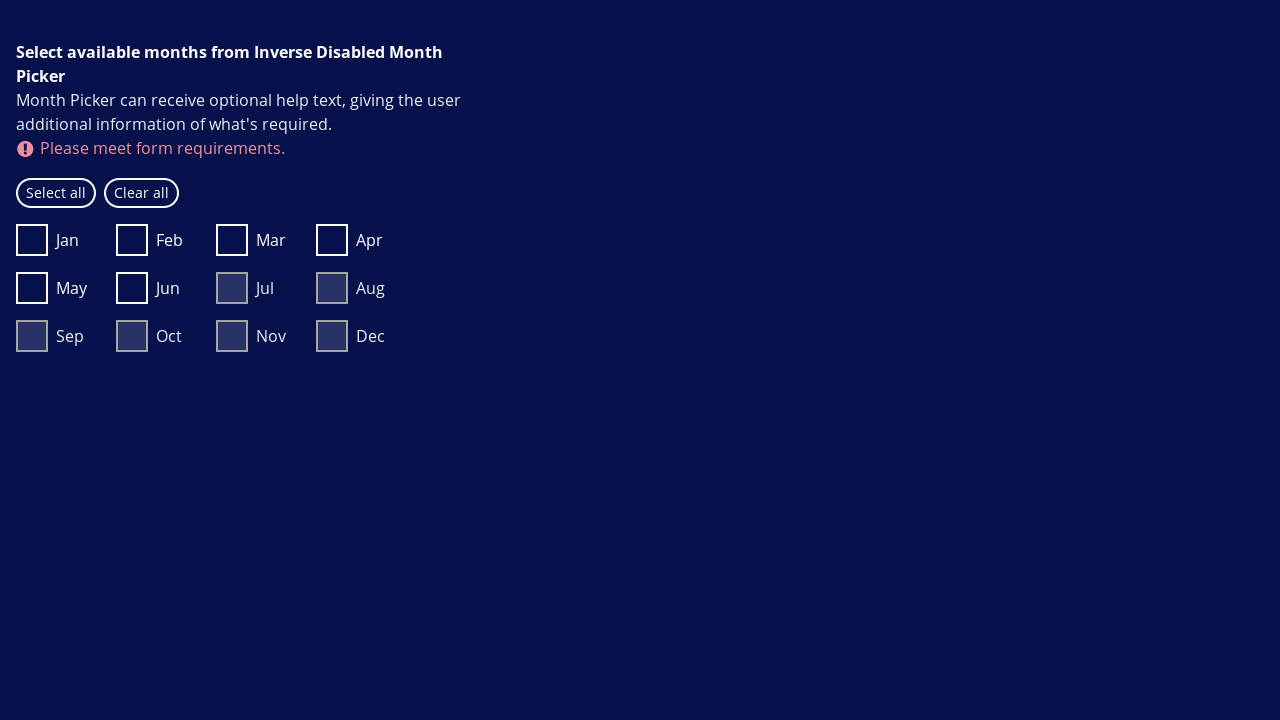 Select available months from Inverse Disabled Month
Picker
Month Picker can receive optional help text, giving the user
additional information of what's required.
Please meet form requirements.
Select all Clear all
Jan Feb Mar Apr
May Jun Jul Aug
Sep Oct Nov Dec